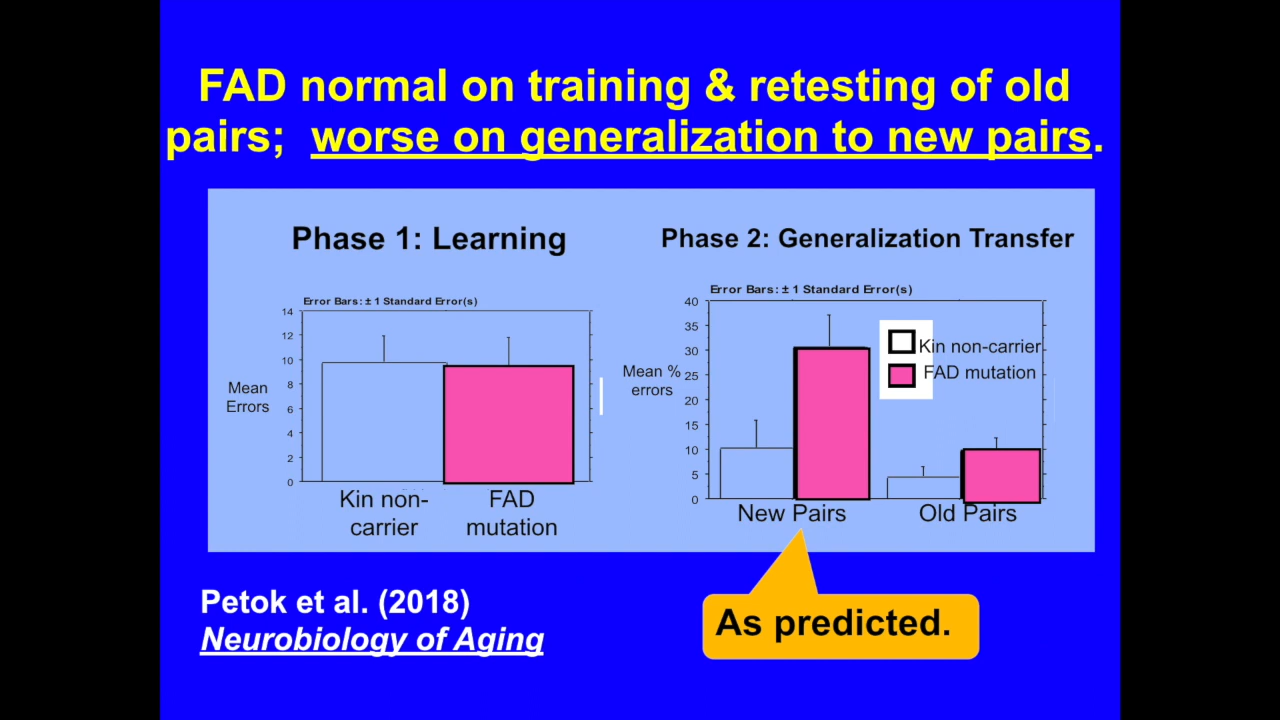 FAD normal on training & retesting of old
pairs; worse on generalization to new pairs.
Phase 1: Learning
Error Bars: ± 1 Standard Error(s)
14
12
10
8
6
4
2
0
Mean
Errors
Kin non-
carrier
FAD
mutation
Phase 2: Generalization Transfer
Error Bars: ± 1 Standard Error(s)
40
35
30
25
20
15
10
5
0
Mean %
errors
Kin non-carrier
FAD mutation
New Pairs
Old Pairs
Petok et al. (2018)
Neurobiology of Aging
As predicted.